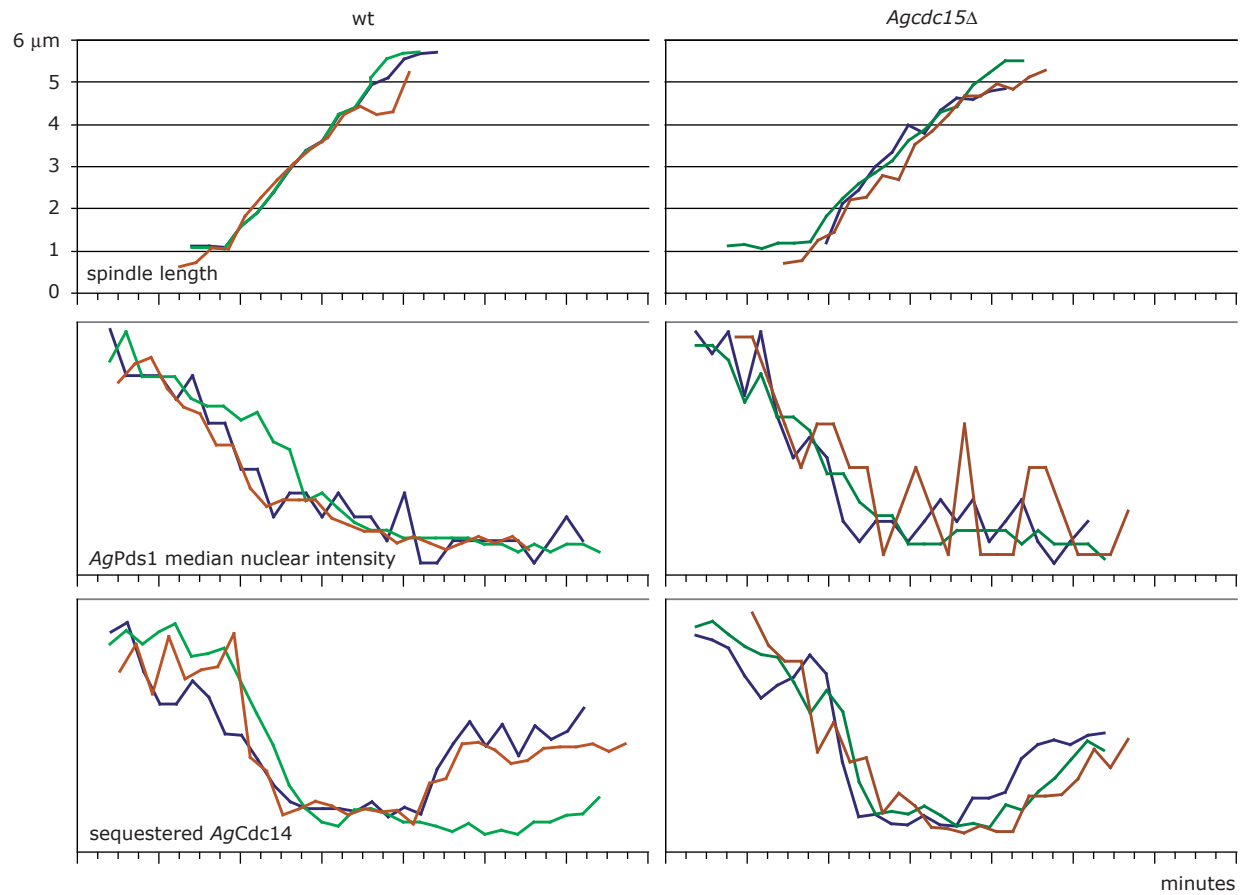 wt
Agcdc15Δ
6 μm
5
4
3
2
1
0
spindle length
AgPds1 median nuclear intensity
sequestered AgCdc14
minutes